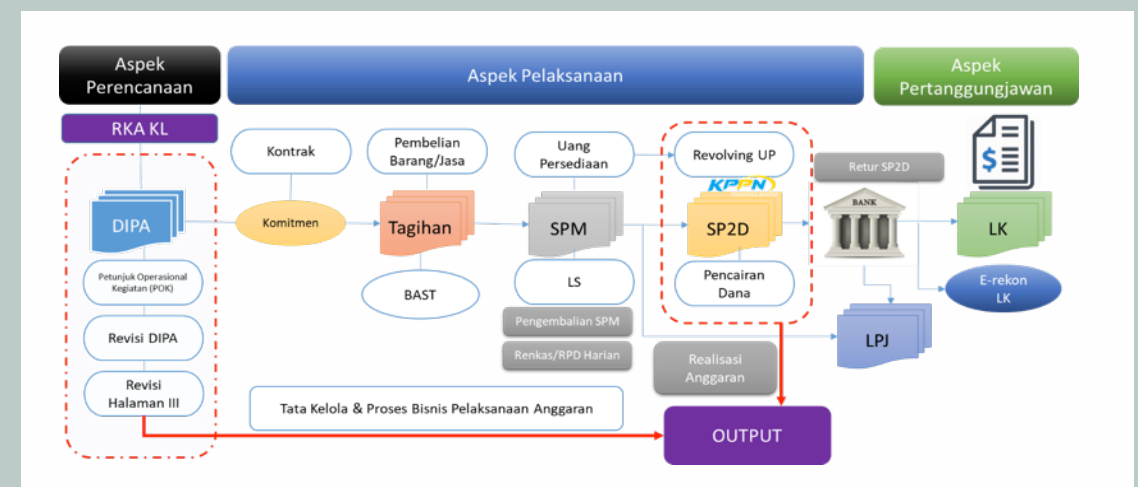 Aspek
Perencanaan
Aspek Pelaksanaan
Aspek
Pertanggungjawan
RKA KL
DIPA
Petunjuk Operasional
Kegiatan (POK)
Revisi DIPA
Revisi
Halaman III
Kontrak
Komitmen
Pembelian
Barang/Jasa
Tagihan
BAST
Uang
Persediaan
SPM
LS
Pengembalian SPM
Renkas/RPD Harian
Revolving UP
KPPN
SP2D
Pencairan
Dana
Realisasi
Anggaran
Retur SP2D
BANK
$
LK
E-rekon
LK
LPJ
Tata Kelola & Proses Bisnis Pelaksanaan Anggaran
OUTPUT